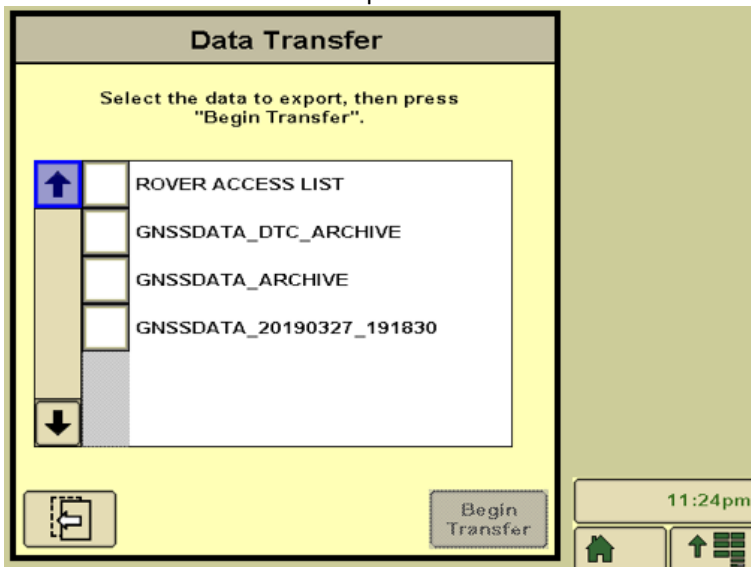 Data Transfer
Select the data to export, then press
"Begin Transfer".
ROVER ACCESS LIST
GNSSDATA_DTC_ARCHIVE
GNSSDATA_ARCHIVE
GNSSDATA_20190327_191830
Begin
Transfer
11:24pm